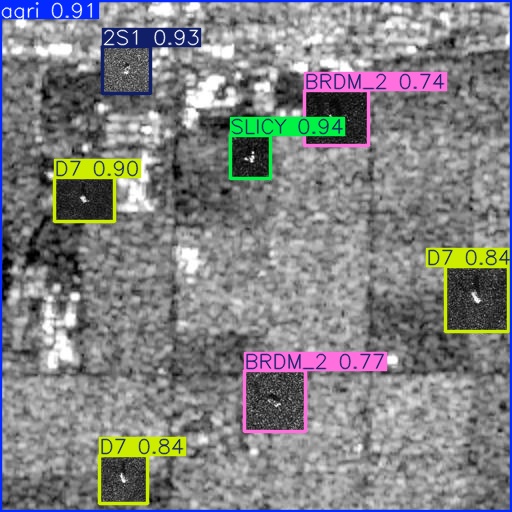 agri 0.91
2S1 0.93
BRDM_2 0.74
SLICY 0.94
D7 0.90
D7 0.84
BRDM_2 0.77
D7 0.84